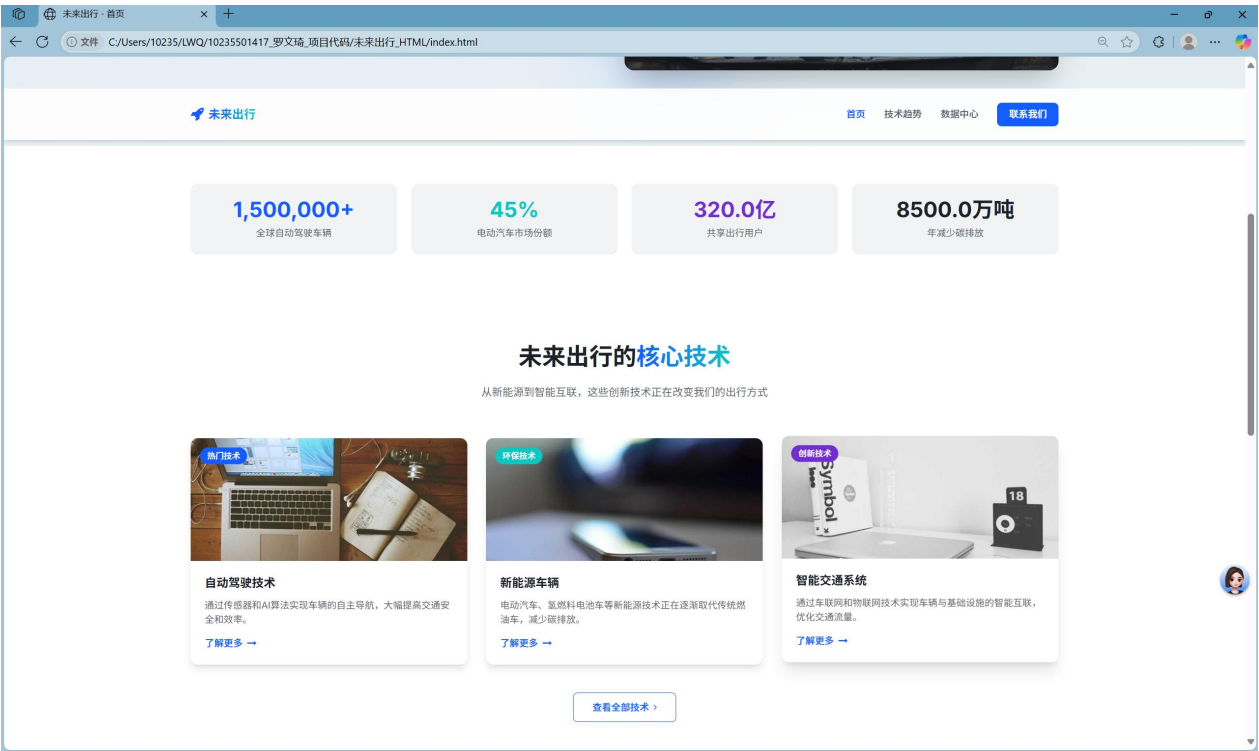 未来出行 - 首页
文件 C:/Users/10235/LWQ/10235501417_罗文琦_项目代码/未来出行_HTML/index.html
未来出行 首页 技术趋势 数据中心 联系我们
1,500,000+
全球自动驾驶车辆
45%
电动汽车市场份额
320.0亿
共享出行用户
8500.0万吨
年减少碳排放
未来出行的核心技术
从新能源到智能互联，这些创新技术正在改变我们的出行方式
热门技术
自动驾驶技术
通过传感器和AI算法实现车辆的自主导航，大幅提高交通安
全和效率。
了解更多 →
环保技术
新能源车辆
电动汽车、氢燃料电池车等新能源技术正在逐渐取代传统燃
油车，减少碳排放。
了解更多 →
创新技术
Symbol
18
智能交通系统
通过车联网和物联网技术实现车辆与基础设施的智能互联，
优化交通流量。
了解更多 →
查看全部技术 ›